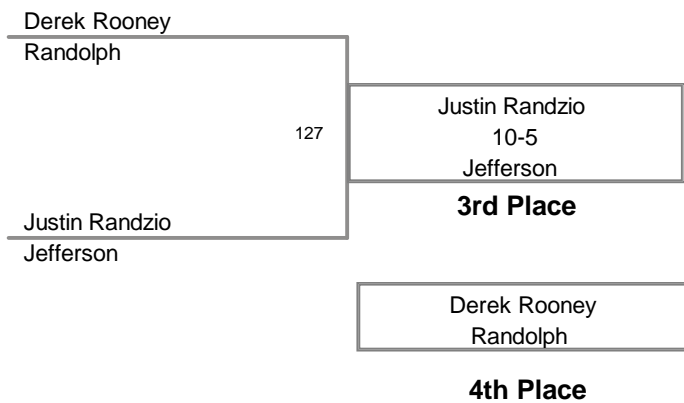 Derek Rooney
Randolph
127
Justin Randzio
10-5
Jefferson
3rd Place
Justin Randzio
Jefferson
Derek Rooney
Randolph
4th Place